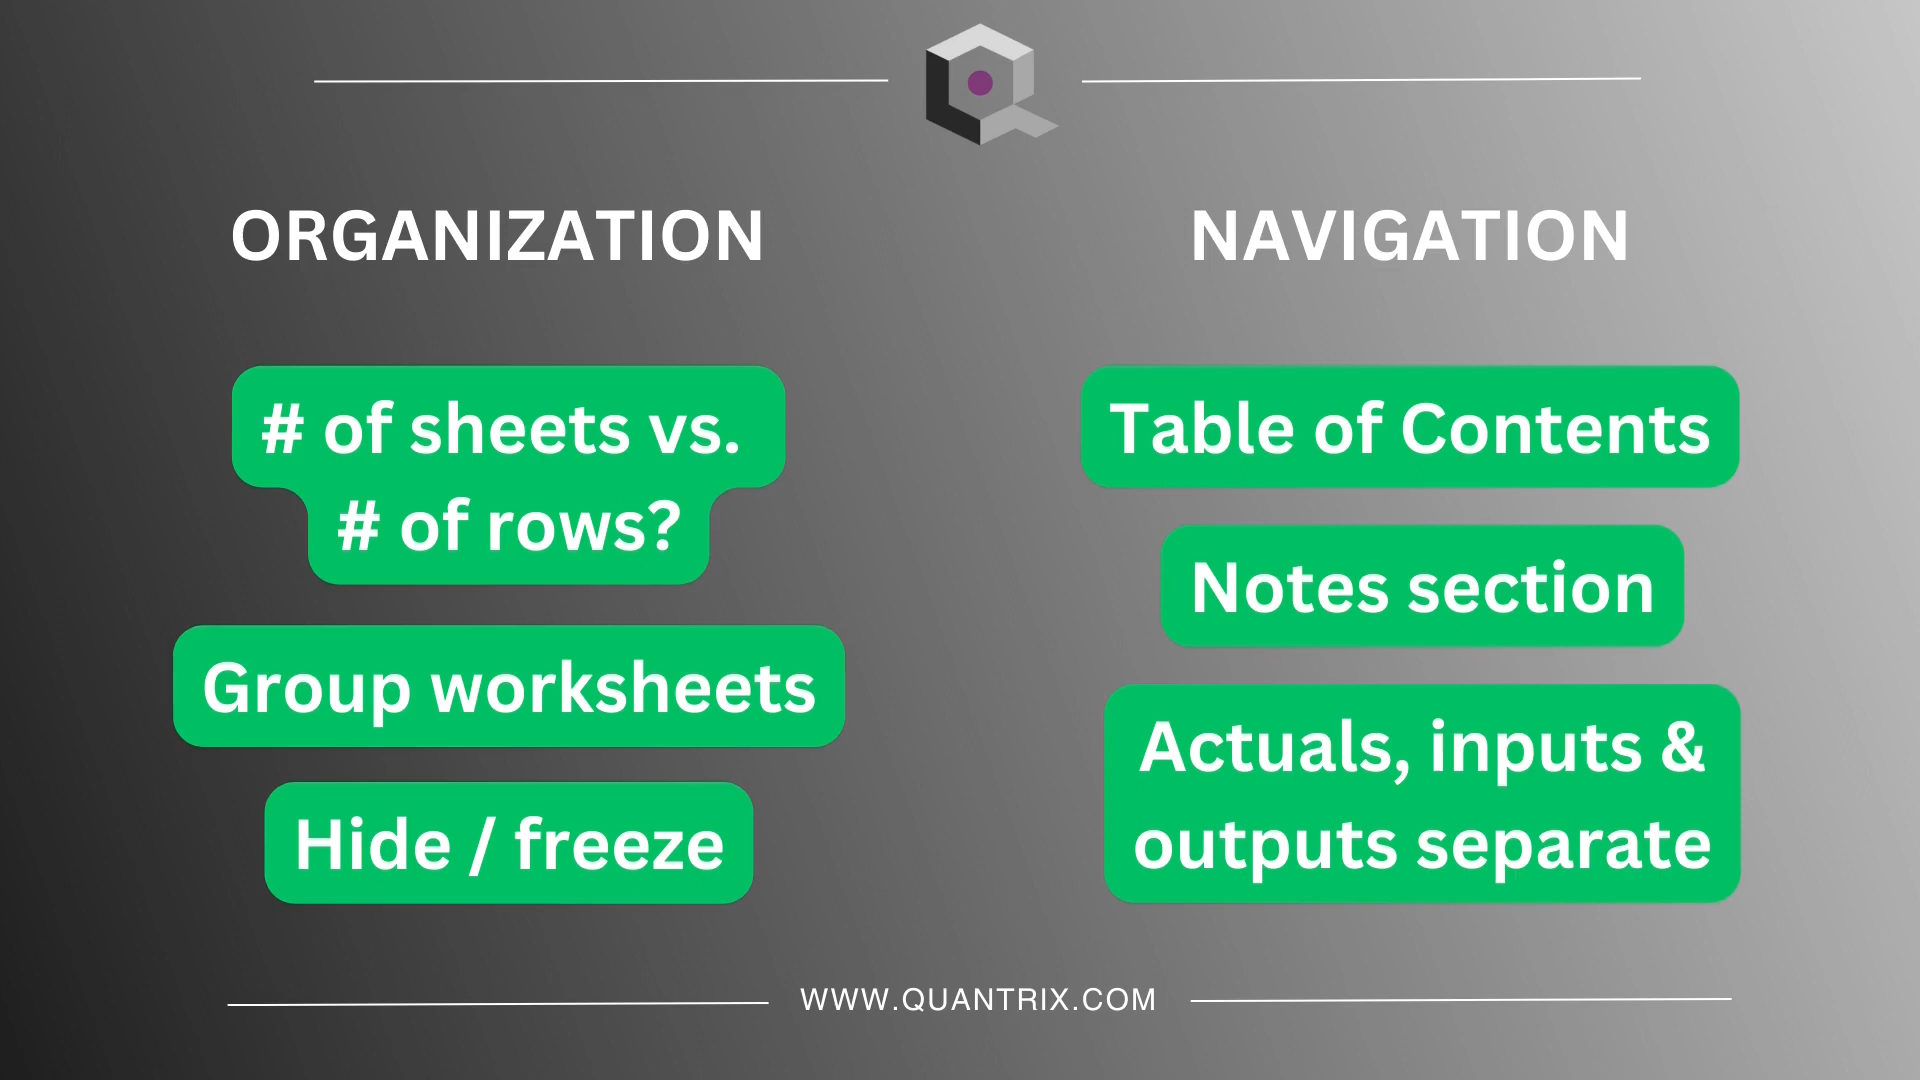 ORGANIZATION
# of sheets vs.
# of rows?
Group worksheets
Hide / freeze
NAVIGATION
Table of Contents
Notes section
Actuals, inputs &
outputs separate
WWW.QUANTRIX.COM